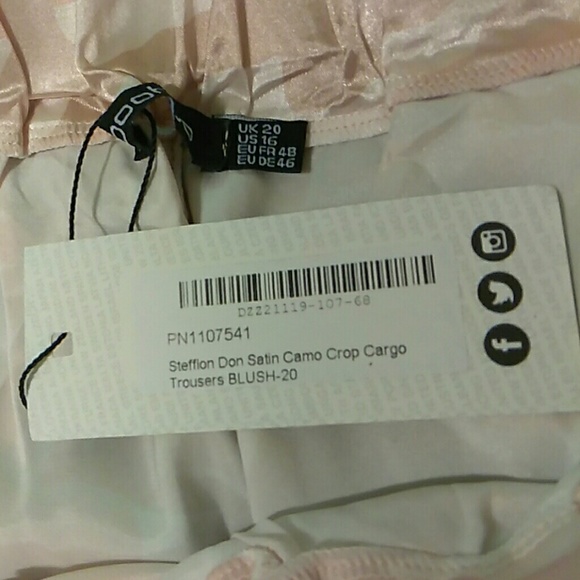 UK 20
US 16
EU FR 48
EU DE 46
DZZ21119-107-68
PN1107541
Stefflon Don Satin Camo Crop Cargo
Trousers BLUSH-20